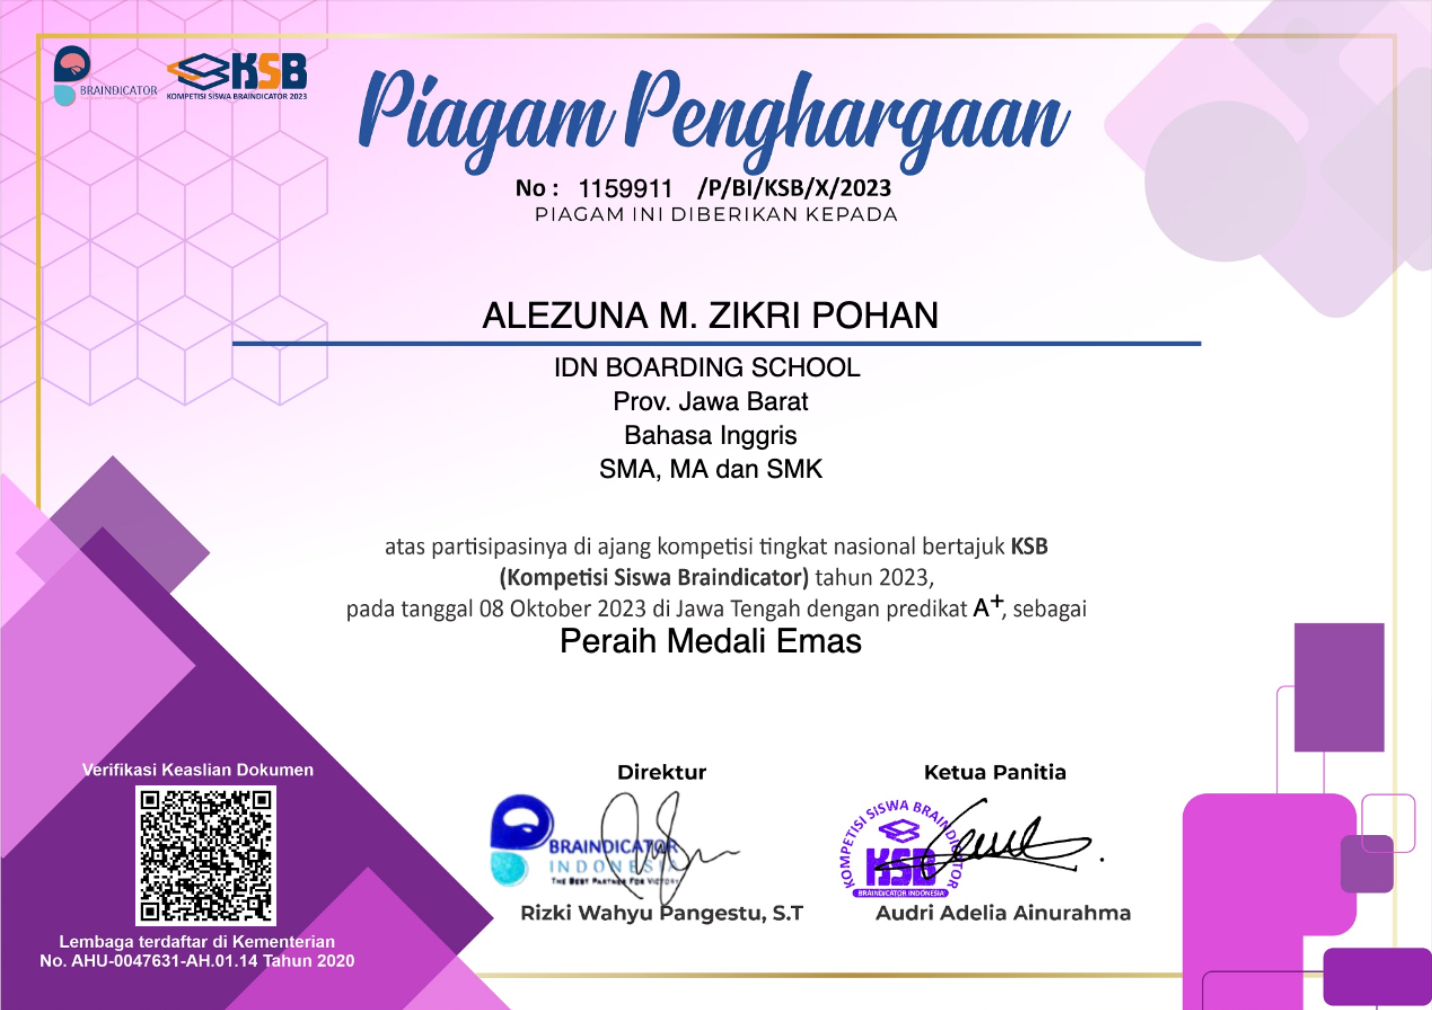 BRAINDICATOR
KSB
KOMPETISI SISWA BRAINDICATOR 2023
Piagam Penghargaan
No : 1159911 /P/BI/KSB/X/2023
PIAGAM INI DIBERIKAN KEPADA
ALEZUNA M. ZIKRI POHAN
IDN BOARDING SCHOOL
Prov. Jawa Barat
Bahasa Inggris
SMA, MA dan SMK
atas partisipasinya di ajang kompetisi tingkat nasional bertajuk KSB
(Kompetisi Siswa Braindicator) tahun 2023,
pada tanggal 08 Oktober 2023 di Jawa Tengah dengan predikat A+, sebagai
Peraih Medali Emas
Verifikasi Keaslian Dokumen
Lembaga terdaftar di Kementerian
No. AHU-0047631-AH.01.14 Tahun 2020
Direktur
BRAINDICATOR
INDONESIA
THE BEST PARTNER FOR VICTORY
Rizki Wahyu Pangestu, S.T
Ketua Panitia
KOMPETISI SISWA BRAINDICATOR
KSB
BRAINDICATOR INDONESIA
Audri Adelia Ainurahma